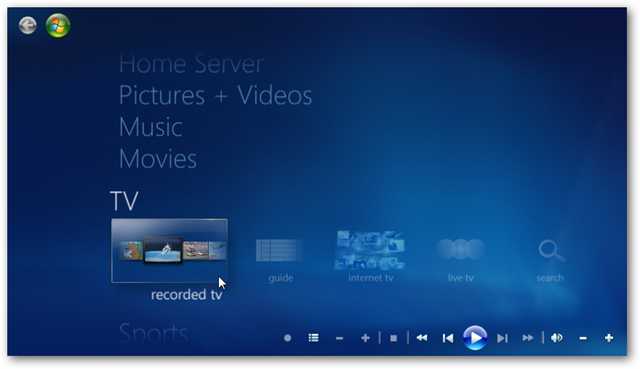 Home Server
Pictures + Videos
Music
Movies
TV
recorded tv
guide
internet tv
live tv
search
Sports